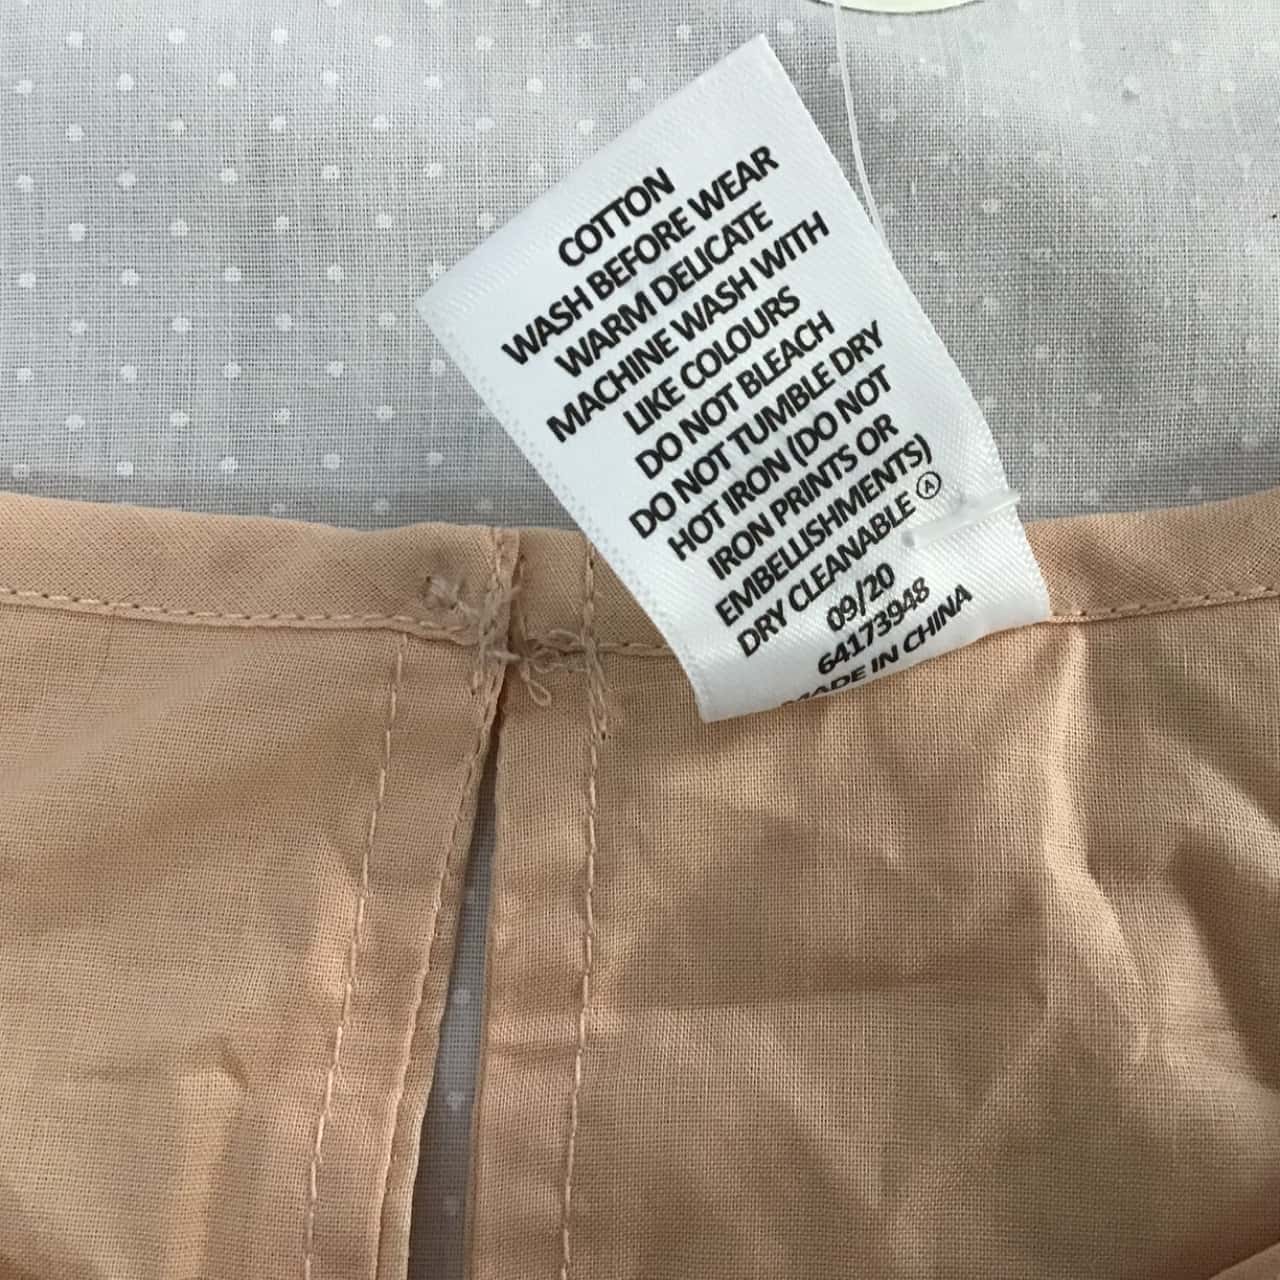 COTTON
WASH BEFORE WEAR
WARM DELICATE
MACHINE WASH WITH
LIKE COLOURS
DO NOT BLEACH
DO NOT TUMBLE DRY
HOT IRON (DO NOT
IRON PRINTS OR
EMBELLISHMENTS)
DRY CLEANABLE Ⓐ
09/20
64173948
MADE IN CHINA